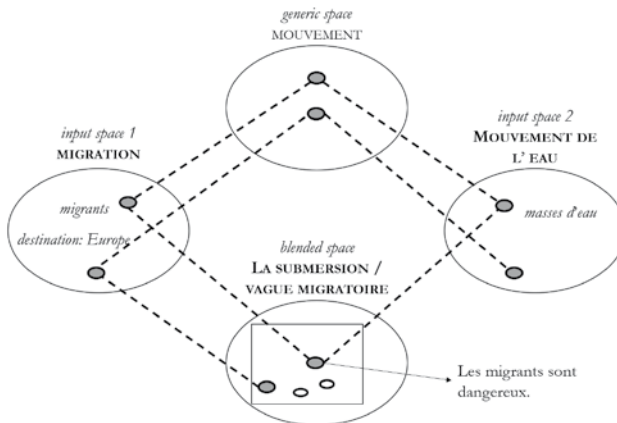 generic space
MOUVEMENT
input space 1
MIGRATION
input space 2
MOUVEMENT DE
L' EAU
migrants
destination: Europe
masses d'eau
blended space
LA SUBMERSION /
VAGUE MIGRATOIRE
Les migrants sont
dangereux.